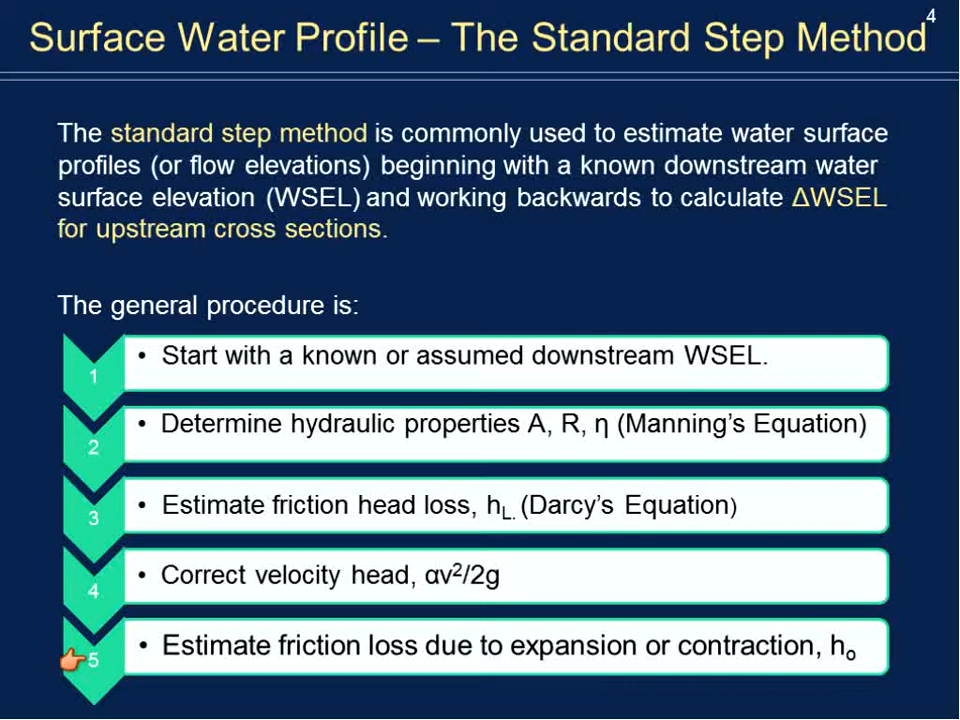 4
Surface Water Profile – The Standard Step Method
The standard step method is commonly used to estimate water surface
profiles (or flow elevations) beginning with a known downstream water
surface elevation (WSEL) and working backwards to calculate ΔWSEL
for upstream cross sections.
The general procedure is:
1
• Start with a known or assumed downstream WSEL.
2
• Determine hydraulic properties A, R, η (Manning's Equation)
3
• Estimate friction head loss, hL. (Darcy's Equation)
4
• Correct velocity head, αv²/2g
5
• Estimate friction loss due to expansion or contraction, ho